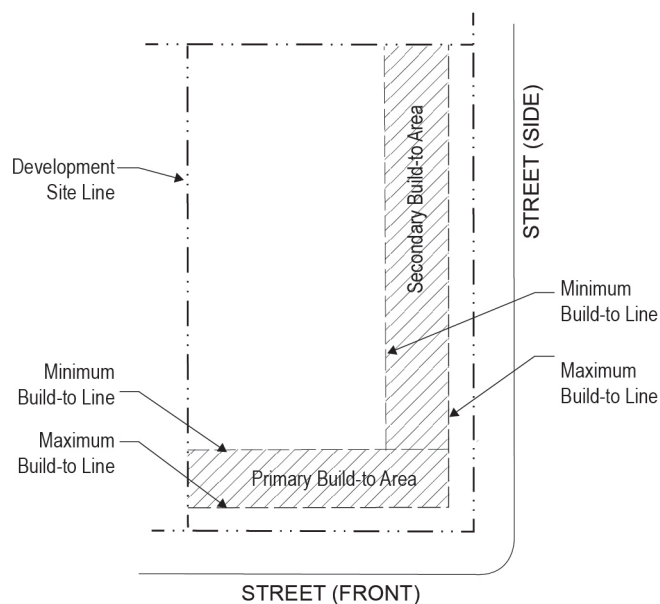 Development
Site Line
Secondary Build-to Area
STREET (SIDE)
Minimum
Build-to Line
Maximum
Build-to Line
Minimum
Build-to Line
Maximum
Build-to Line
Primary Build-to Area
STREET (FRONT)